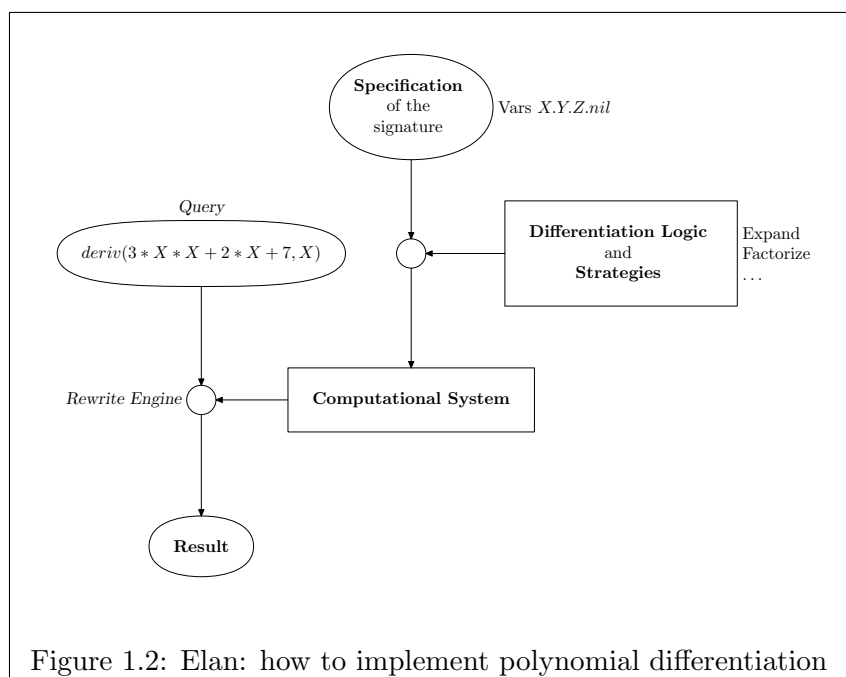 Specification
of the
signature
Vars X.Y.Z.nil
Query
deriv(3 ∗ X ∗ X + 2 ∗ X + 7, X)
Differentiation Logic
and
Strategies
Expand
Factorize
. . .
Rewrite Engine
Computational System
Result
Figure 1.2: Elan: how to implement polynomial differentiation